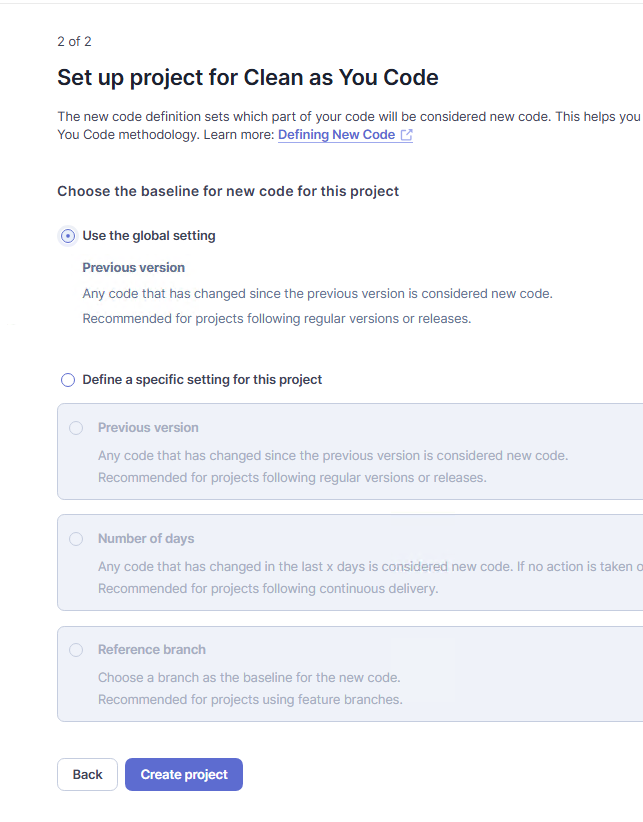 2 of 2
Set up project for Clean as You Code
The new code definition sets which part of your code will be considered new code. This helps you
You Code methodology. Learn more: Defining New Code
Choose the baseline for new code for this project
Use the global setting
Previous version
Any code that has changed since the previous version is considered new code.
Recommended for projects following regular versions or releases.
Define a specific setting for this project
Previous version
Any code that has changed since the previous version is considered new code.
Recommended for projects following regular versions or releases.
Number of days
Any code that has changed in the last x days is considered new code. If no action is taken o
Recommended for projects following continuous delivery.
Reference branch
Choose a branch as the baseline for the new code.
Recommended for projects using feature branches.
Back Create project